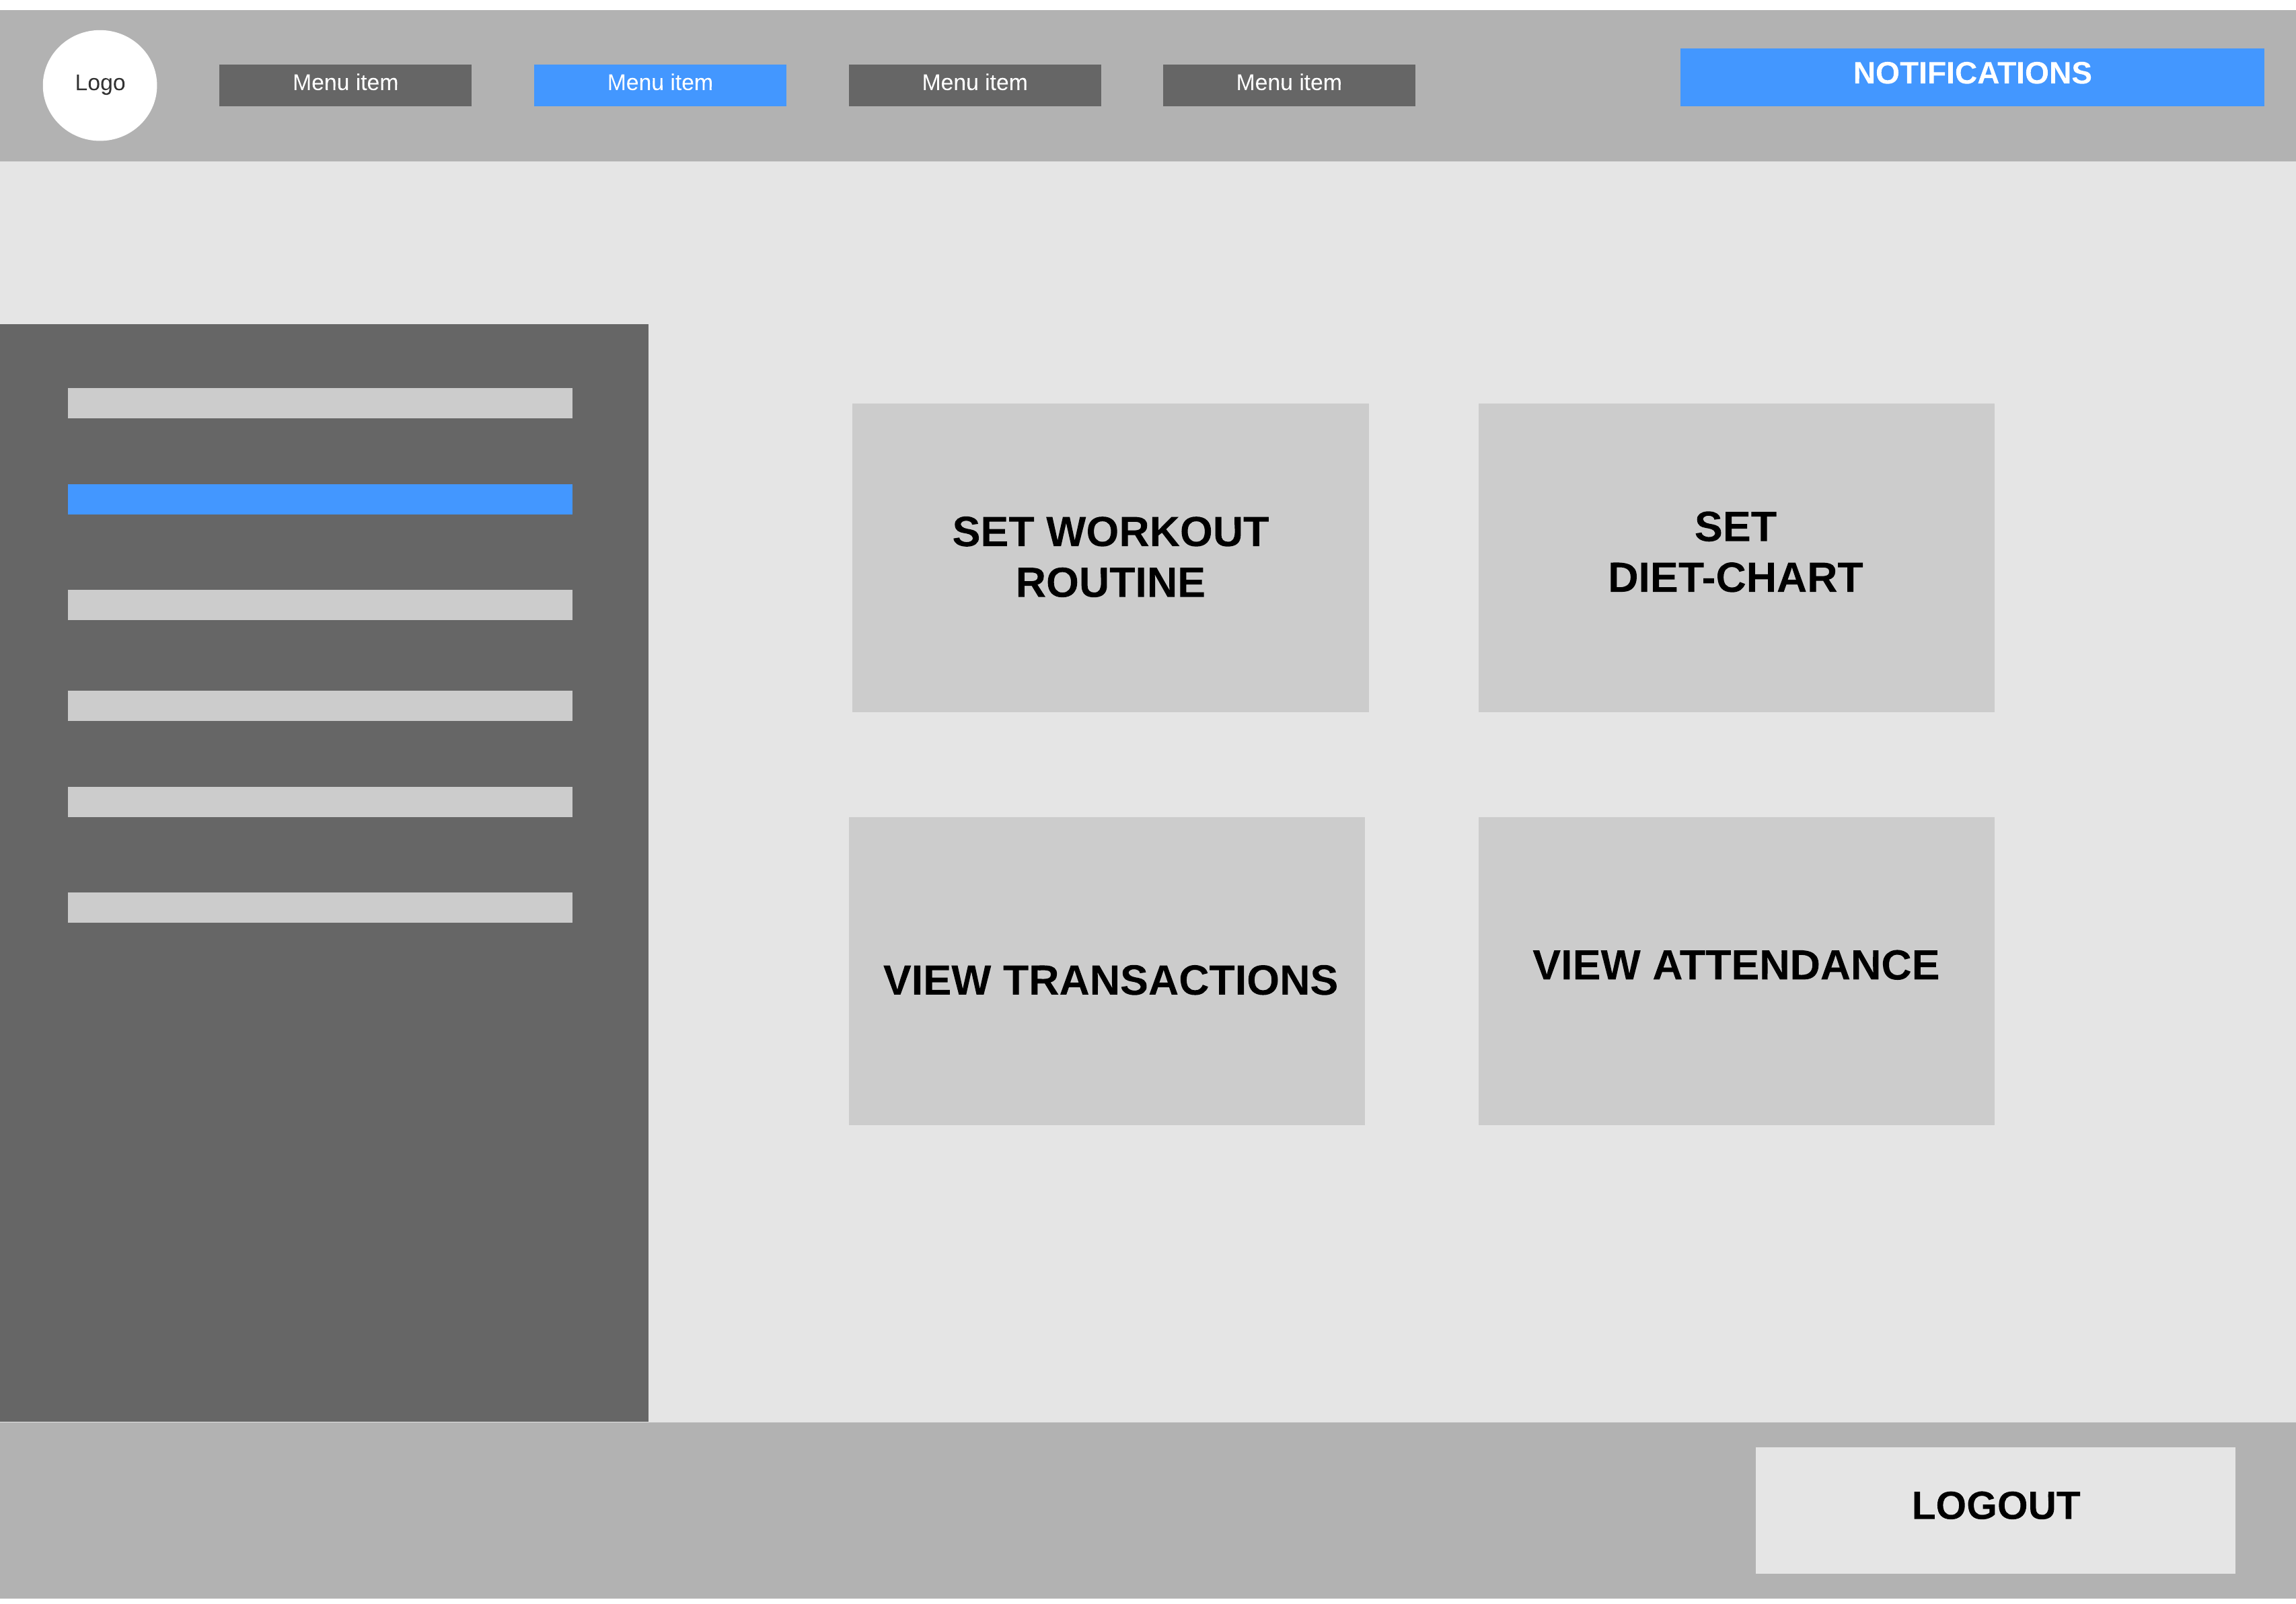 Logo
Menu item
Menu item
Menu item
Menu item
NOTIFICATIONS
SET WORKOUT
ROUTINE
SET
DIET-CHART
VIEW TRANSACTIONS
VIEW ATTENDANCE
LOGOUT